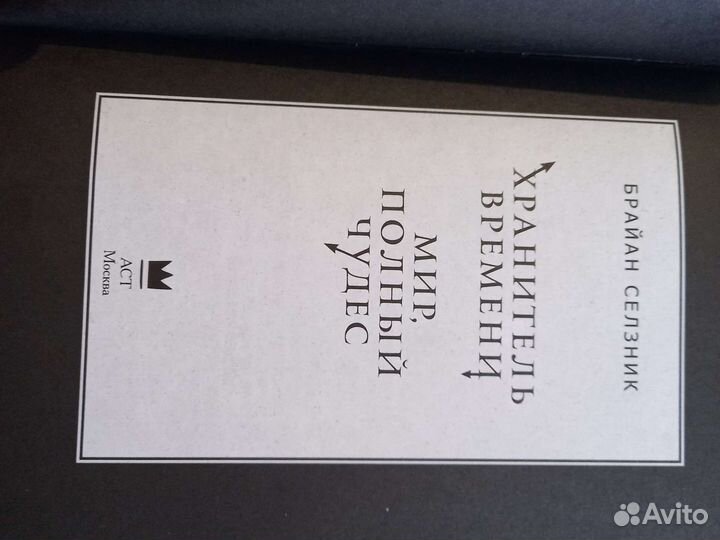 БРАЙАН СЕЛЗНИК
ХРАНИТЕЛЬ
ВРЕМЕНИ
МИР,
ПОЛНЫЙ
ЧУДЕС
АСТ
Москва
Avito